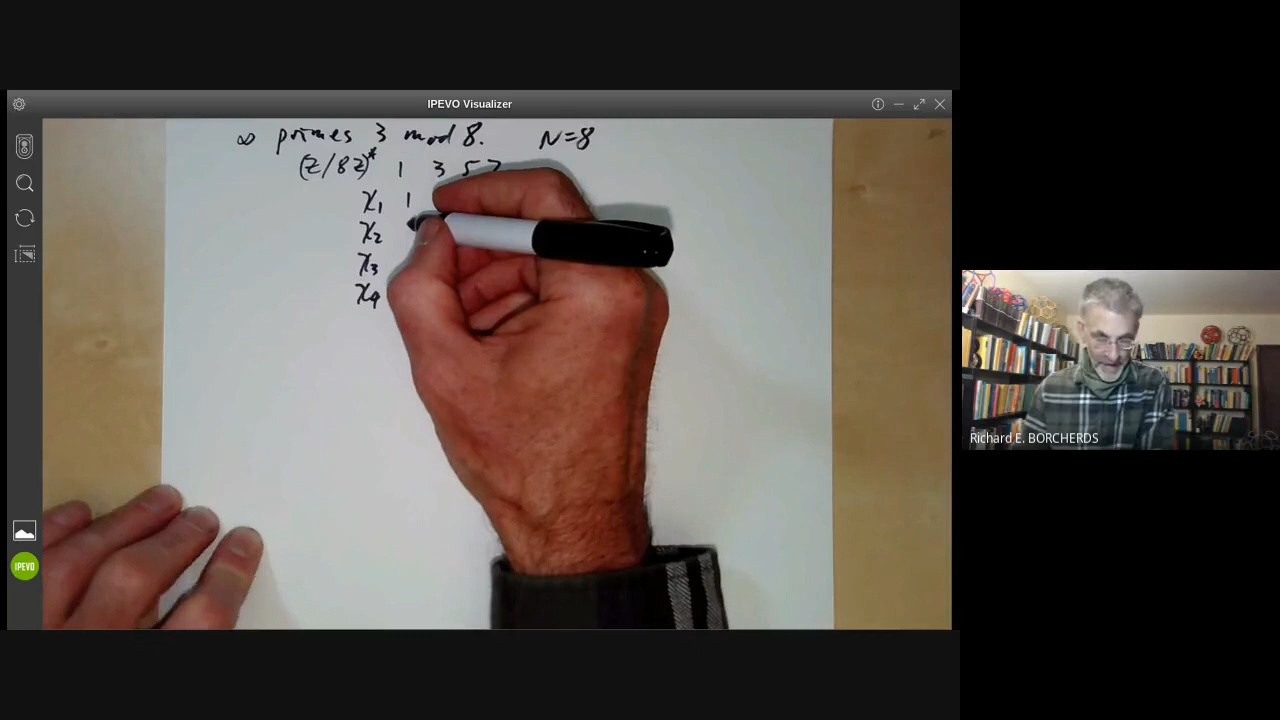 IPEVO Visualizer
∞ primes 3 mod 8. N=8
(Z/8Z)* 1 3 5 7
χ1 1
χ2
χ3
χ4
IPEVO
Richard E. BORCHERDS